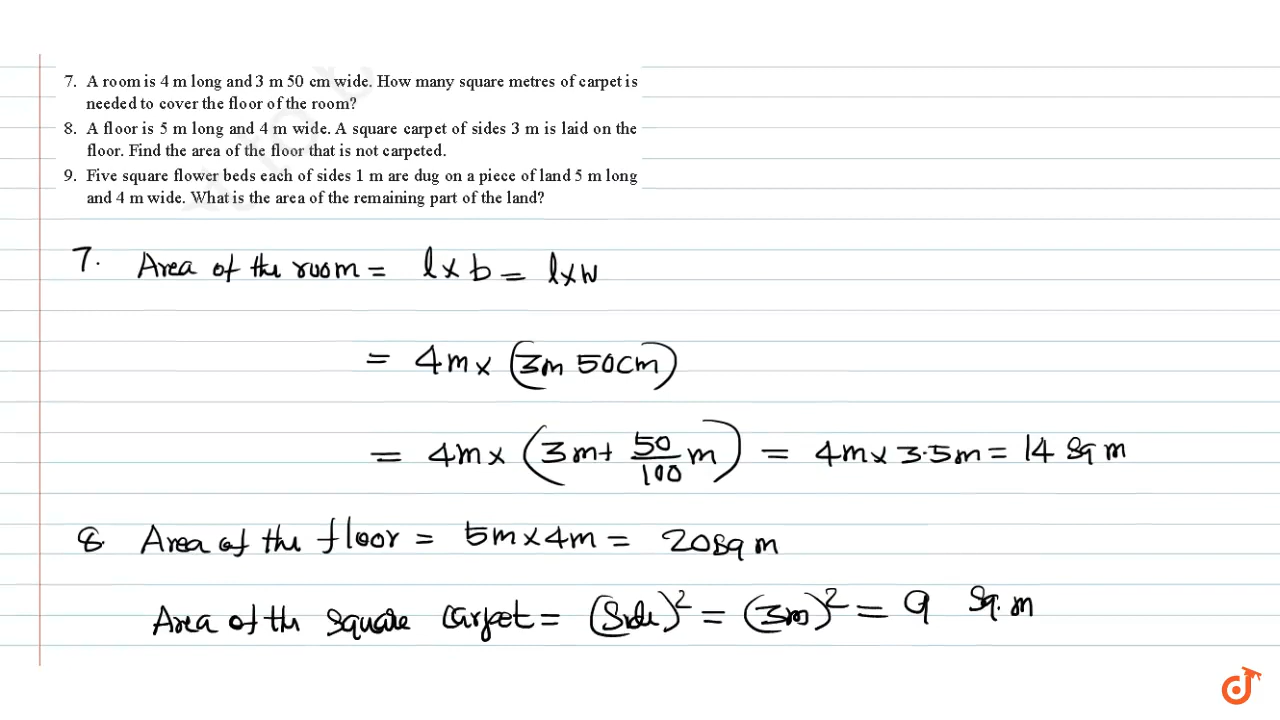 7. A room is 4 m long and 3 m 50 cm wide. How many square metres of carpet is
needed to cover the floor of the room?
8. A floor is 5 m long and 4 m wide. A square carpet of sides 3 m is laid on the
floor. Find the area of the floor that is not carpeted.
9. Five square flower beds each of sides 1 m are dug on a piece of land 5 m long
and 4 m wide. What is the area of the remaining part of the land?
7. Area of the room = l x b = l x w
= 4m x (3m 50cm)
= 4m x (3m + 50/100 m) = 4m x 3.5m = 14 sq m
8. Area of the floor = 5m x 4m = 20 sq m
Area of the square carpet = (side)² = (3m)² = 9 sq. m